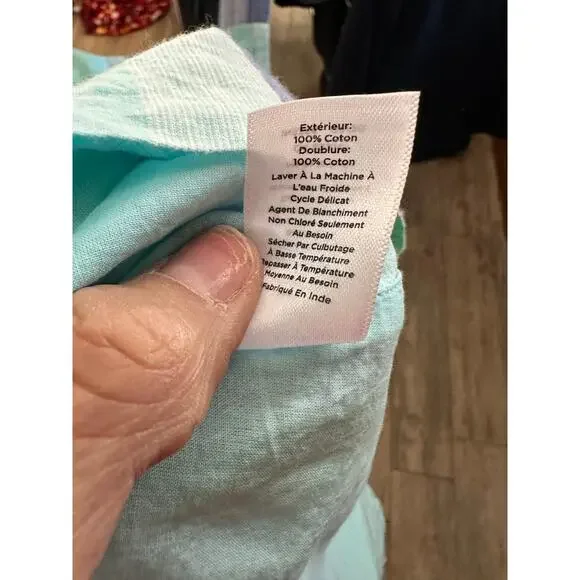 Extérieur:
100% Coton
Doublure:
100% Coton
Laver À La Machine À
L'eau Froide
Cycle Délicat
Agent De Blanchiment
Non Chloré Seulement
Au Besoin
Sécher Par Culbutage
À Basse Température
Repasser À Température
Moyenne Au Besoin
Fabriqué En Inde